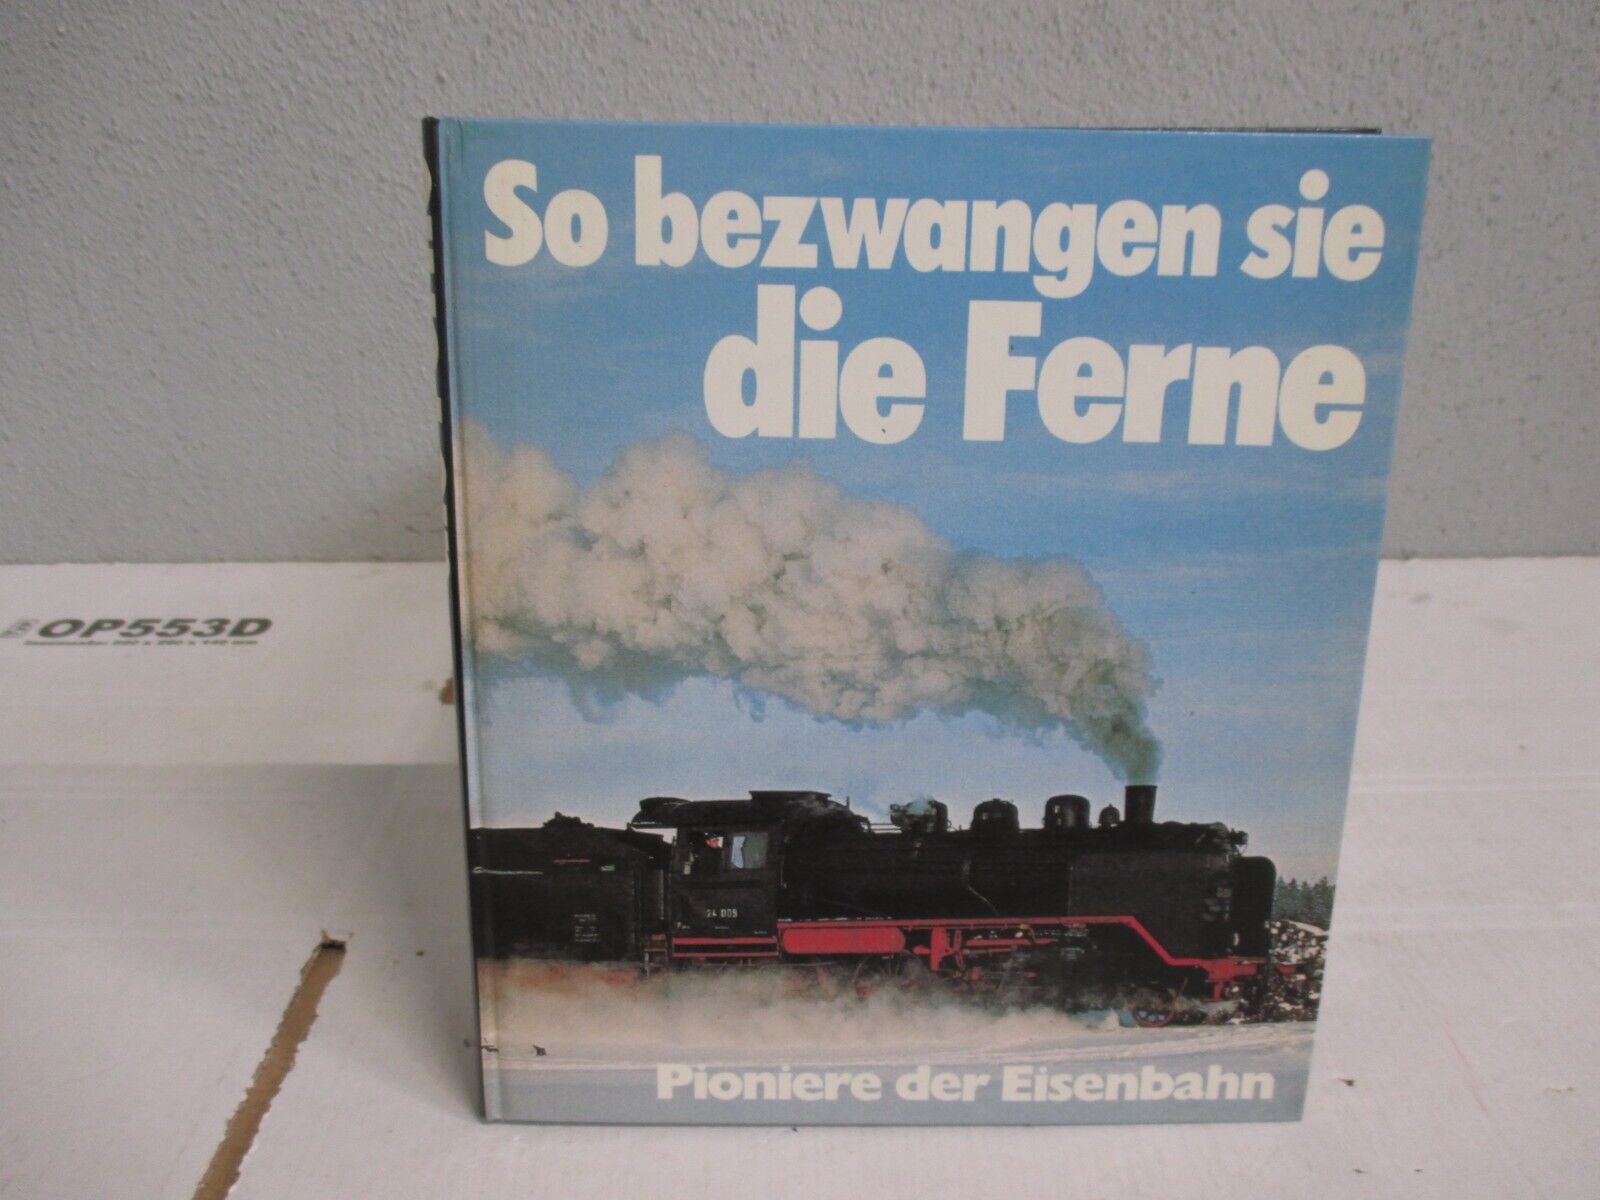 So bezwangen sie
die Ferne
OP553D
24 009
Pioniere der Eisenbahn